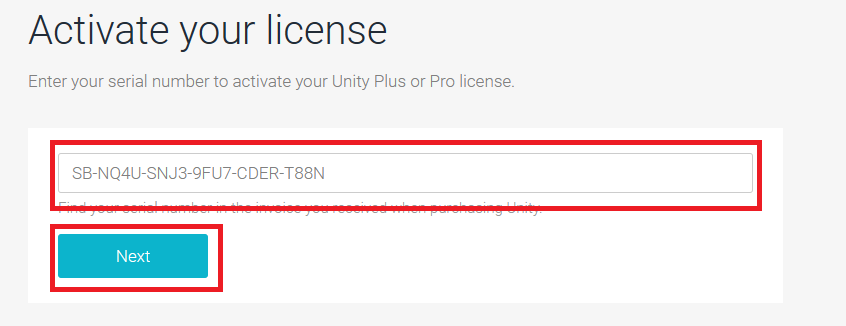 Activate your license
Enter your serial number to activate your Unity Plus or Pro license.
SB-NQ4U-SNJ3-9FU7-CDER-T88N
Find your serial number in the invoice you received when purchasing Unity.
Next